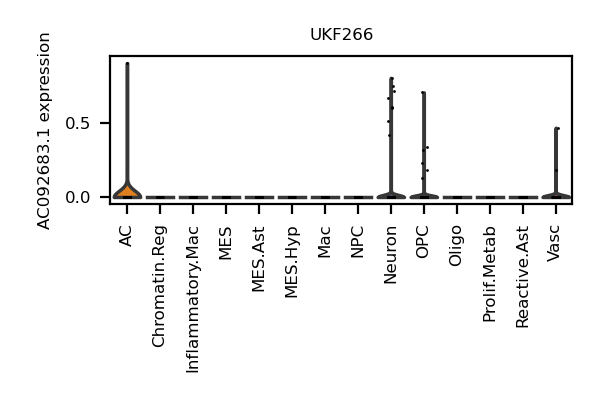 UKF266
AC092683.1 expression
0.5
0.0
AC
Chromatin.Reg
Inflammatory.Mac
MES
MES.Ast
MES.Hyp
Mac
NPC
Neuron
OPC
Oligo
Prolif.Metab
Reactive.Ast
Vasc